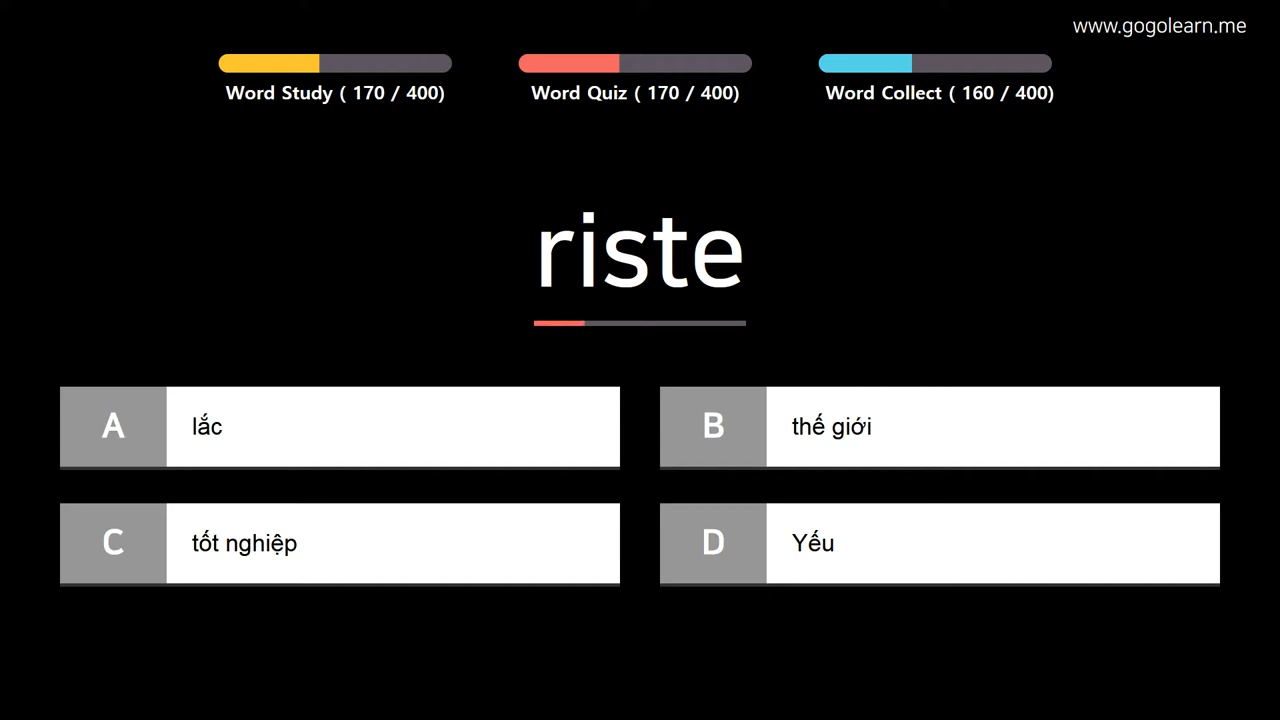 www.gogolearn.me
Word Study ( 170 / 400)
Word Quiz ( 170 / 400)
Word Collect ( 160 / 400)
riste
A
lắc
B
thế giới
C
tốt nghiệp
D
Yếu